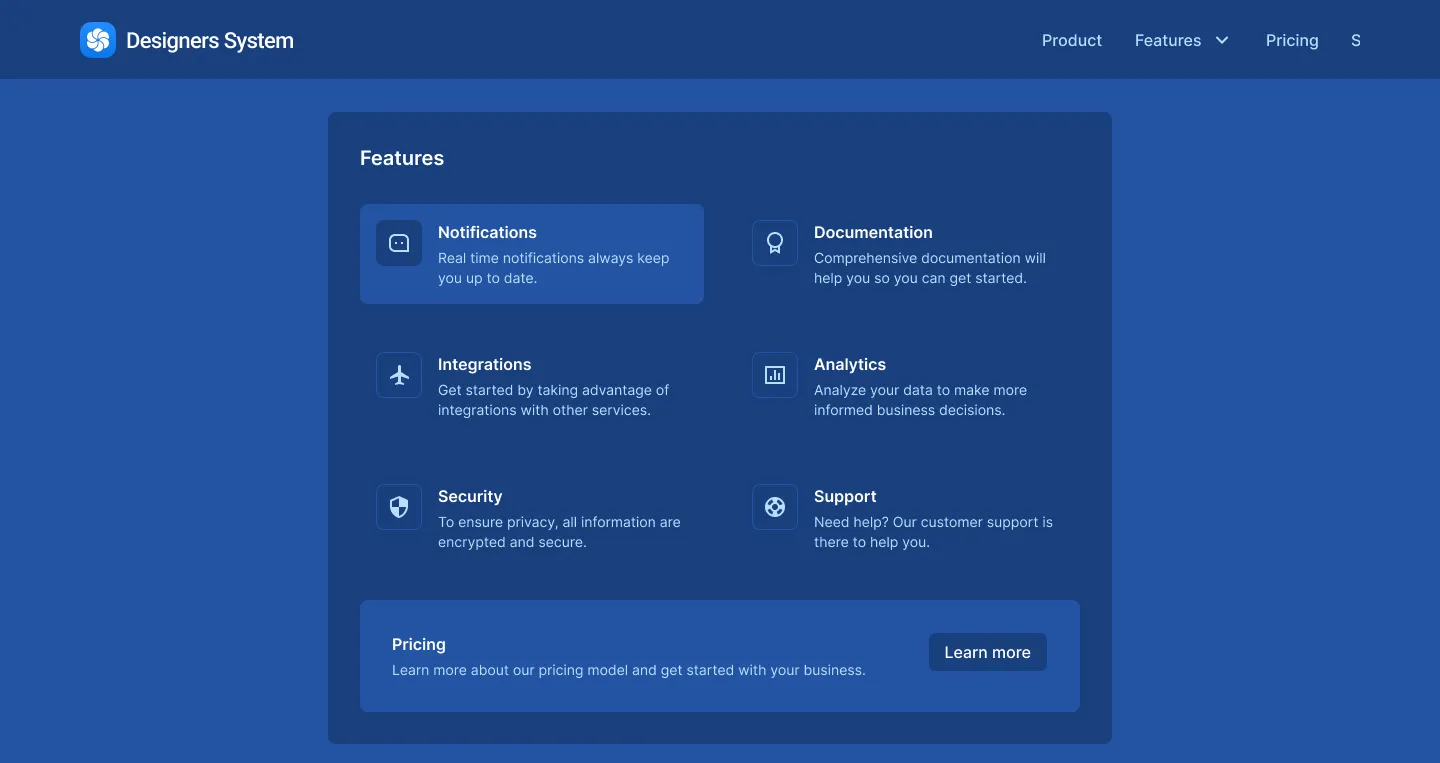 Designers System
Product
Features
Pricing
S
Features
Notifications
Real time notifications always keep
you up to date.
Documentation
Comprehensive documentation will
help you so you can get started.
Integrations
Get started by taking advantage of
integrations with other services.
Analytics
Analyze your data to make more
informed business decisions.
Security
To ensure privacy, all information are
encrypted and secure.
Support
Need help? Our customer support is
there to help you.
Pricing
Learn more about our pricing model and get started with your business.
Learn more